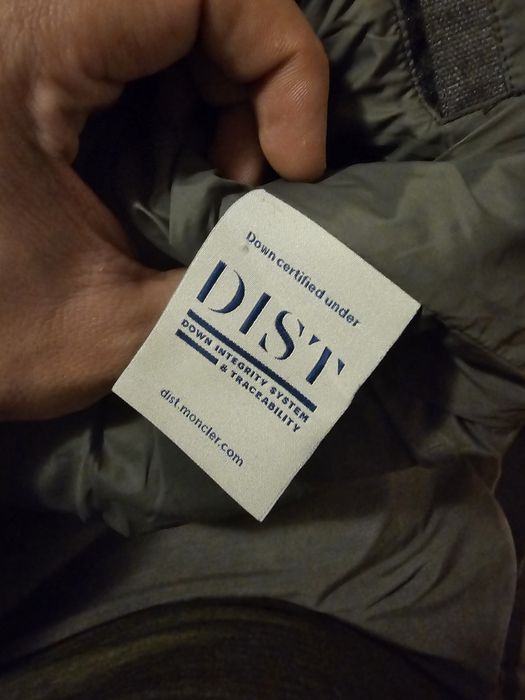 Down certified under
DIST
DOWN INTEGRITY SYSTEM
& TRACEABILITY
dist.moncler.com